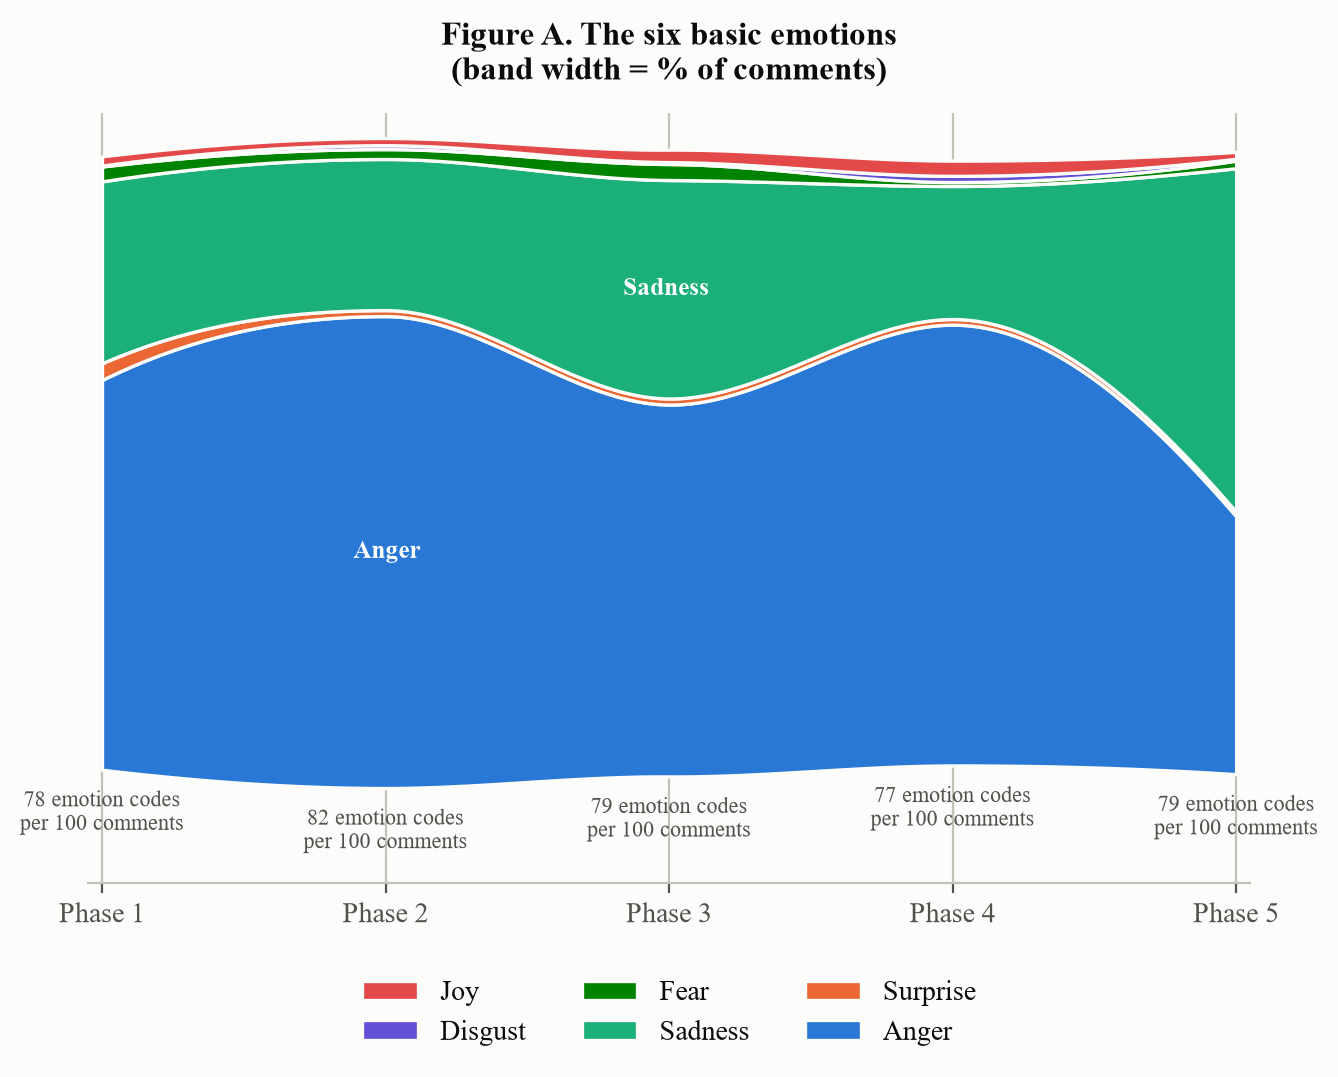 Figure A. The six basic emotions
(band width = % of comments)
Sadness
Anger
78 emotion codes
per 100 comments
82 emotion codes
per 100 comments
79 emotion codes
per 100 comments
77 emotion codes
per 100 comments
79 emotion codes
per 100 comments
Phase 1
Phase 2
Phase 3
Phase 4
Phase 5
Joy
Fear
Surprise
Disgust
Sadness
Anger